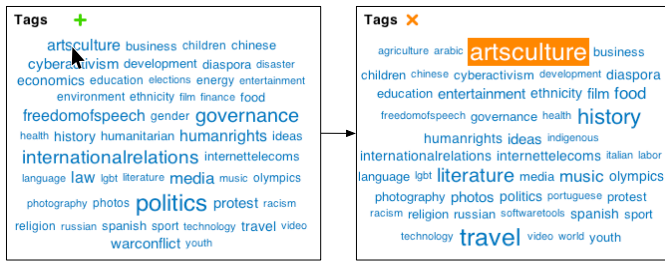 Tags
artsculture business children chinese
cyberactivism development diaspora disaster
economics education elections energy entertainment
environment ethnicity film finance food
freedomofspeech gender governance
health history humanitarian humanrights ideas
internationalrelations internettelecoms
language law lgbt literature media music olympics
photography photos politics protest racism
religion russian spanish sport technology travel video
warconflict youth
Tags
agriculture arabic artsculture business
children chinese cyberactivism development diaspora
education entertainment ethnicity film food
freedomofspeech governance health history
humanrights ideas indigenous
internationalrelations internettelecoms italian labor
language lgbt literature media music olympics
photography photos politics portuguese protest
racism religion russian softwaretools spanish sport
technology travel video world youth